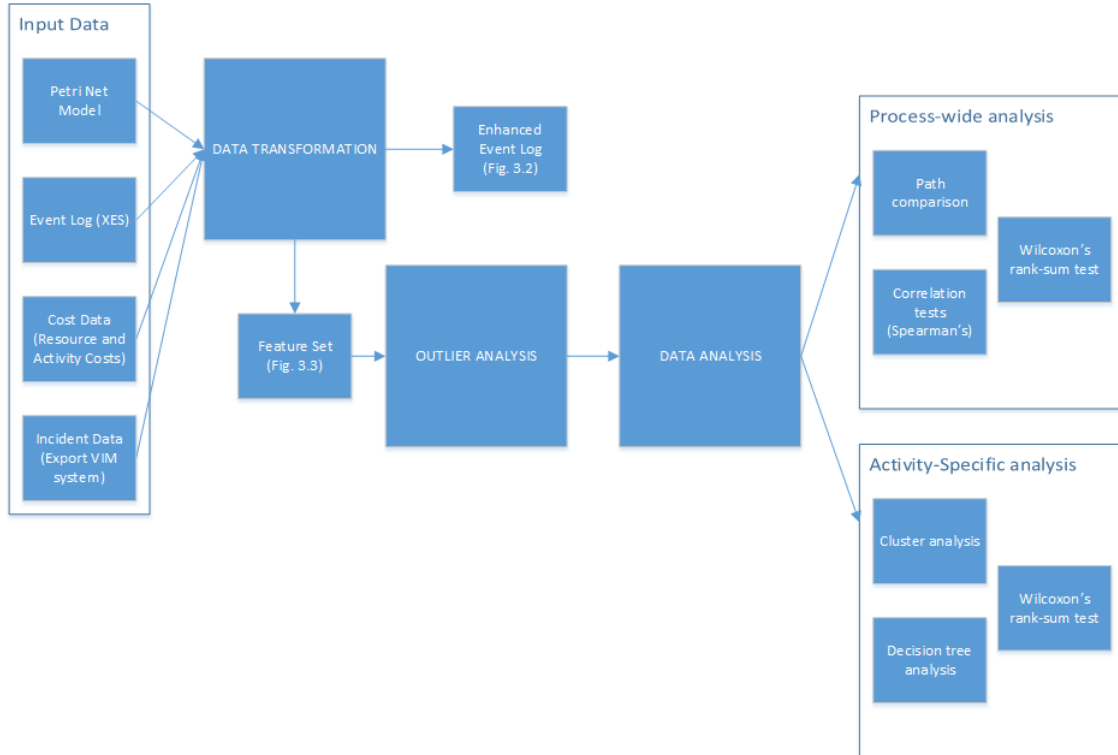 Input Data
Petri Net
Model
Event Log (XES)
Cost Data
(Resource and
Activity Costs)
Incident Data
(Export VIM
system)
DATA TRANSFORMATION
Enhanced
Event Log
(Fig. 3.2)
Feature Set
(Fig. 3.3)
OUTLIER ANALYSIS
DATA ANALYSIS
Process-wide analysis
Path
comparison
Wilcoxon's
rank-sum test
Correlation
tests
(Spearman's)
Activity-Specific analysis
Cluster analysis
Wilcoxon's
rank-sum test
Decision tree
analysis